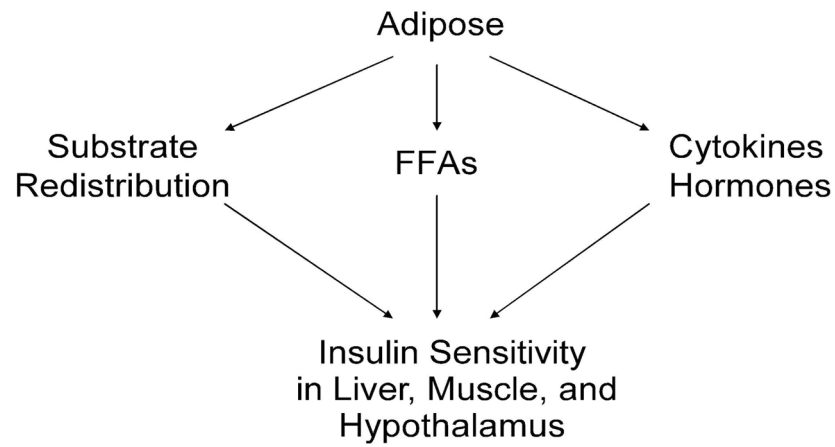 Adipose
Substrate
Redistribution
FFAs
Cytokines
Hormones
Insulin Sensitivity
in Liver, Muscle, and
Hypothalamus